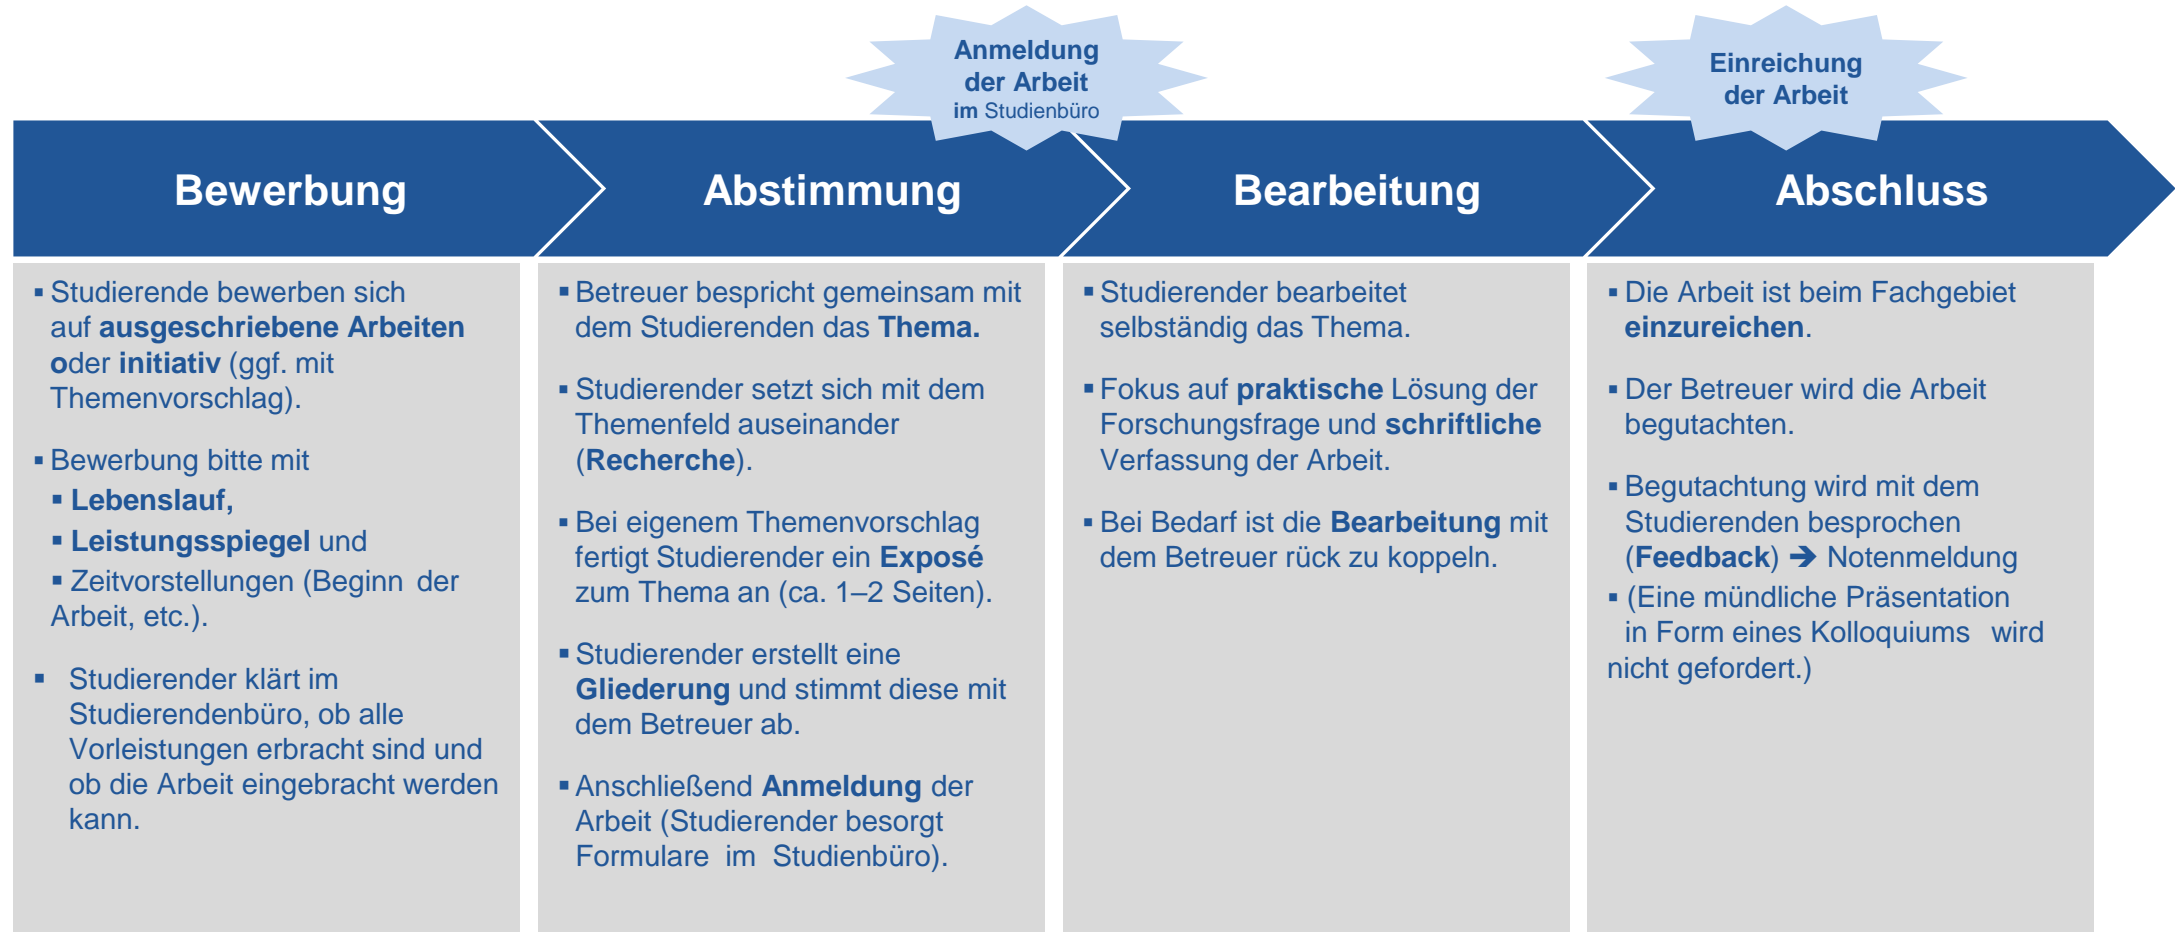 Anmeldung
der Arbeit
im Studienbüro
Einreichung
der Arbeit
Bewerbung
Abstimmung
Bearbeitung
Abschluss
▪ Studierende bewerben sich
auf ausgeschriebene Arbeiten
oder initiativ (ggf. mit
Themenvorschlag).
▪ Bewerbung bitte mit
▪ Lebenslauf,
▪ Leistungsspiegel und
▪ Zeitvorstellungen (Beginn der
Arbeit, etc.).
▪ Studierender klärt im
Studierendenbüro, ob alle
Vorleistungen erbracht sind und
ob die Arbeit eingebracht werden
kann.
▪ Betreuer bespricht gemeinsam mit
dem Studierenden das Thema.
▪ Studierender setzt sich mit dem
Themenfeld auseinander
(Recherche).
▪ Bei eigenem Themenvorschlag
fertigt Studierender ein Exposé
zum Thema an (ca. 1–2 Seiten).
▪ Studierender erstellt eine
Gliederung und stimmt diese mit
dem Betreuer ab.
▪ Anschließend Anmeldung der
Arbeit (Studierender besorgt
Formulare im Studienbüro).
▪ Studierender bearbeitet
selbständig das Thema.
▪ Fokus auf praktische Lösung der
Forschungsfrage und schriftliche
Verfassung der Arbeit.
▪ Bei Bedarf ist die Bearbeitung mit
dem Betreuer rück zu koppeln.
▪ Die Arbeit ist beim Fachgebiet
einzureichen.
▪ Der Betreuer wird die Arbeit
begutachten.
▪ Begutachtung wird mit dem
Studierenden besprochen
(Feedback) ➔ Notenmeldung
▪ (Eine mündliche Präsentation
in Form eines Kolloquiums wird
nicht gefordert.)